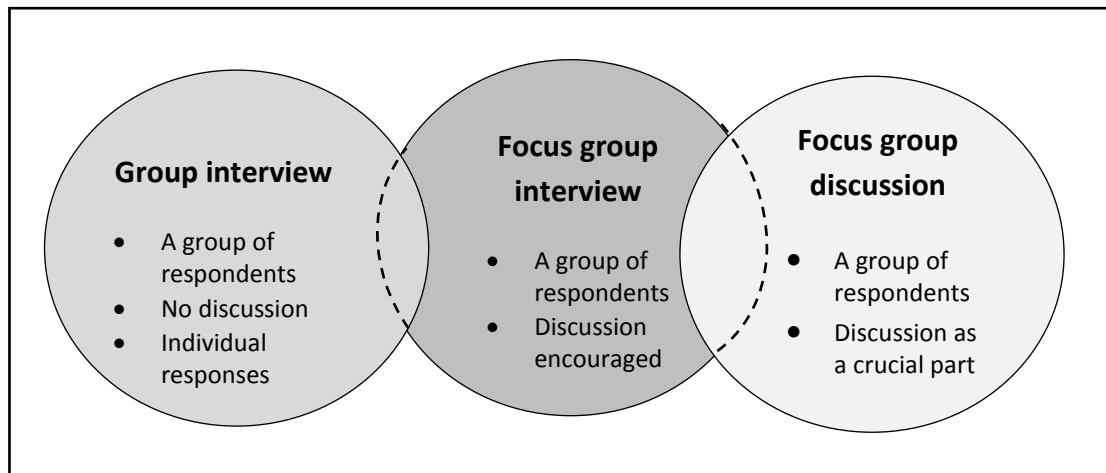 Group interview
• A group of
respondents
• No discussion
• Individual
responses
Focus group
interview
• A group of
respondents
• Discussion
encouraged
Focus group
discussion
• A group of
respondents
• Discussion as
a crucial part